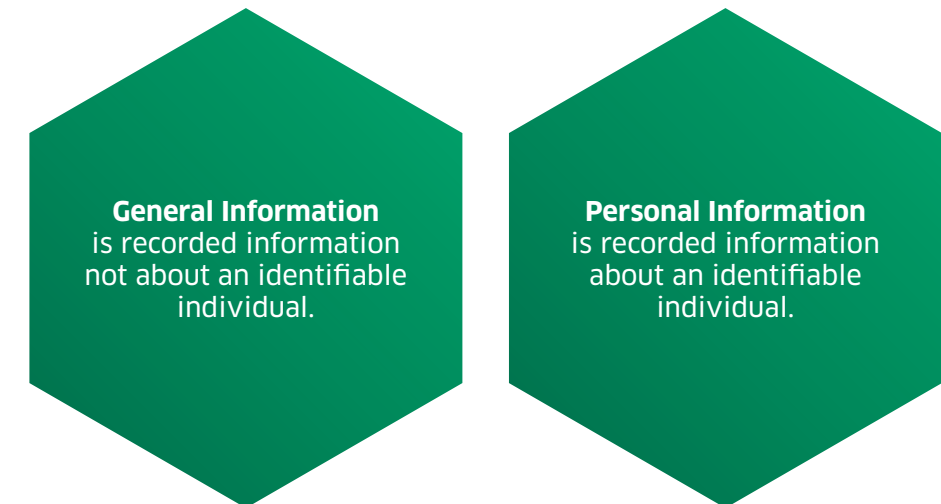 General Information
is recorded information
not about an identifiable
individual.
Personal Information
is recorded information
about an identifiable
individual.